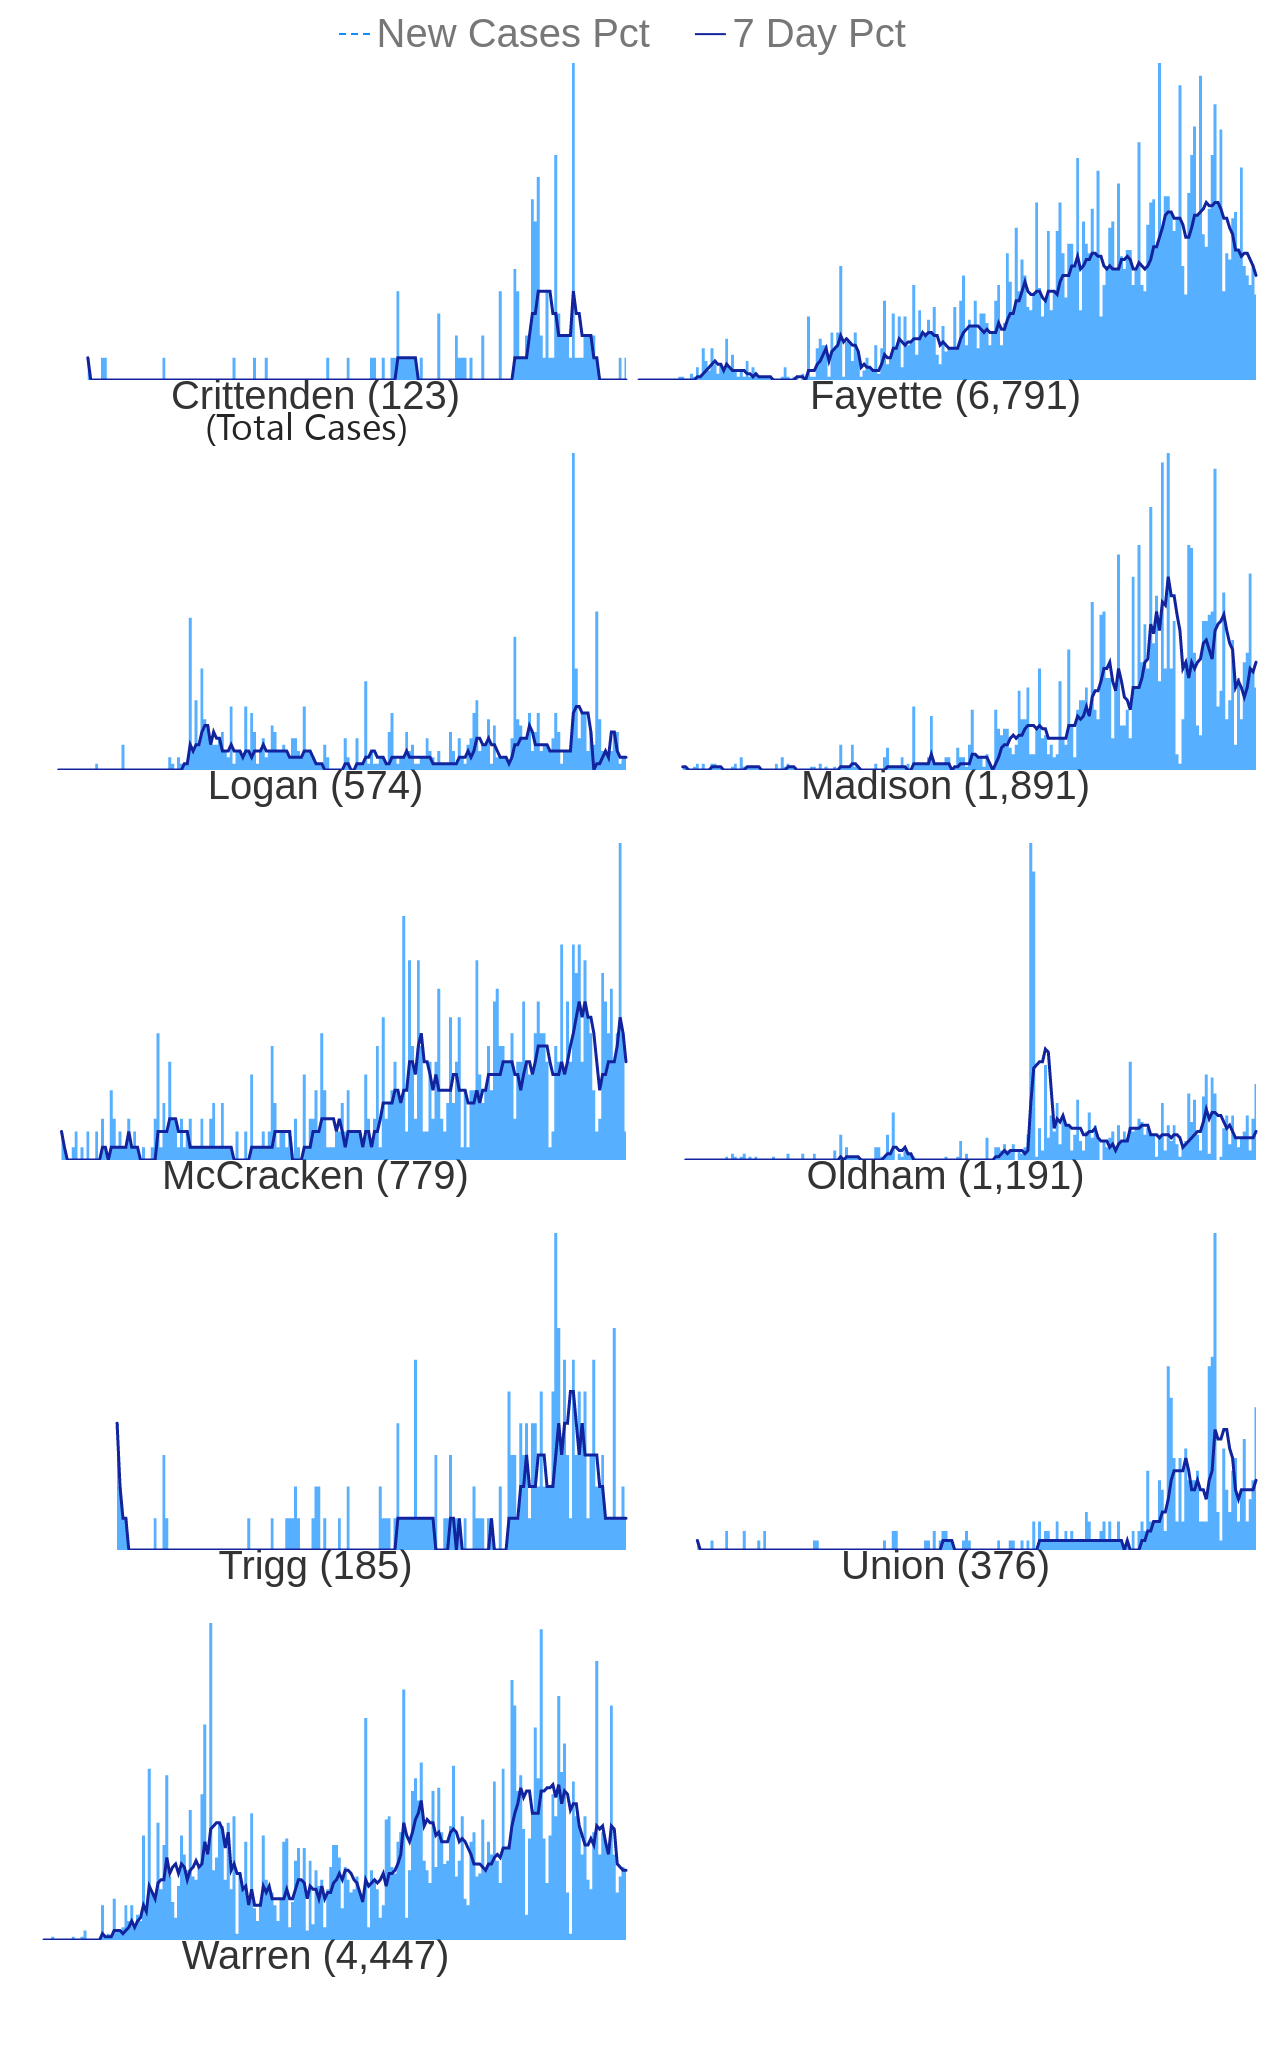 New Cases Pct 7 Day Pct
Crittenden (123) Fayette (6,791)
(Total Cases)
Logan (574) Madison (1,891)
McCracken (779) Oldham (1,191)
Trigg (185) Union (376)
Warren (4,447)